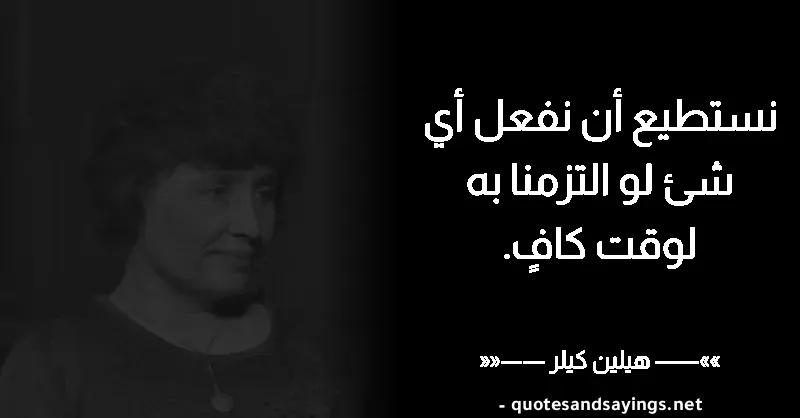 نستطيع أن نفعل أي
شئ لو التزمنا به
لوقت كافٍ.
»»—— هيلين كيلر ——««
- quotesandsayings.net